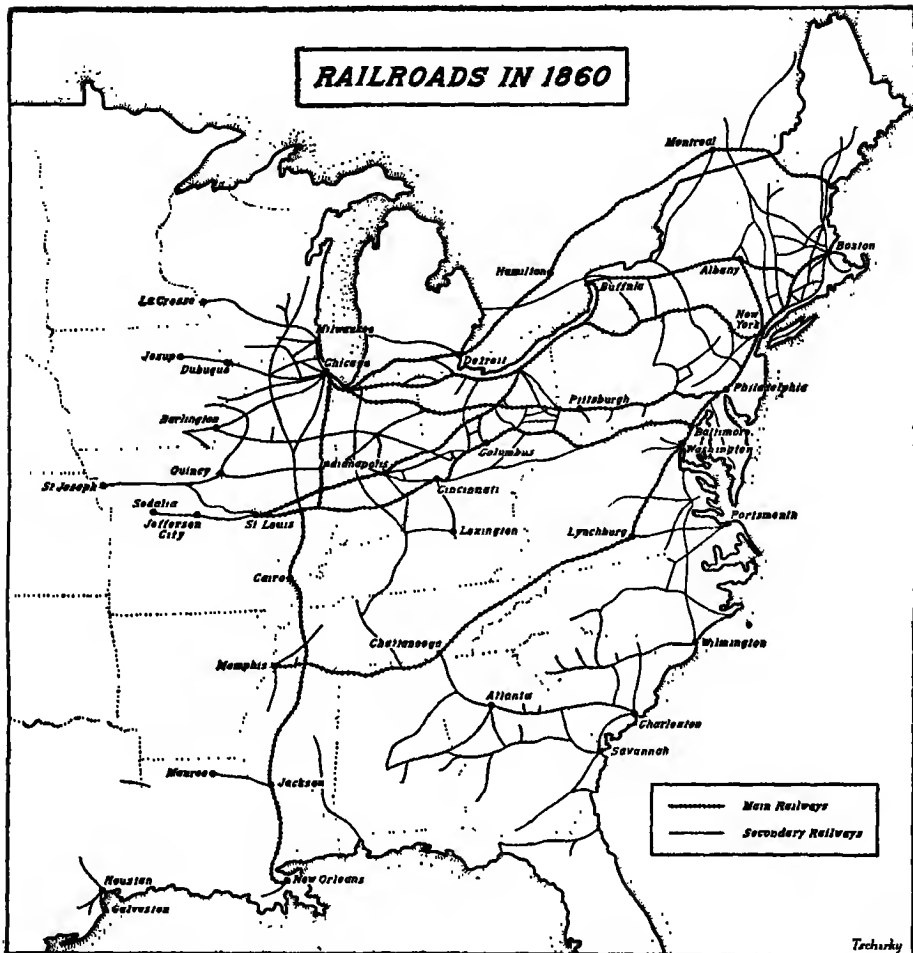 RAILROADS IN 1860
Montreal
Boston
Hamilton
Albany
Buffalo
La Crosse
New
York
Milwaukee
Jesup
Detroit
Chicago
Dubuque
Philadelphia
Pittsburgh
Burlington
Baltimore
Columbus
Washington
Indianapolis
Quincy
St Joseph
Cincinnati
Sedalia
Portsmouth
Jefferson
City
St Louis
Lexington
Lynchburg
Cairo
Chattanooga
Wilmington
Memphis
Atlanta
Charleston
Savannah
Monroe
Jackson
Main Railways
Secondary Railways
Houston
New Orleans
Galveston
Tschirky